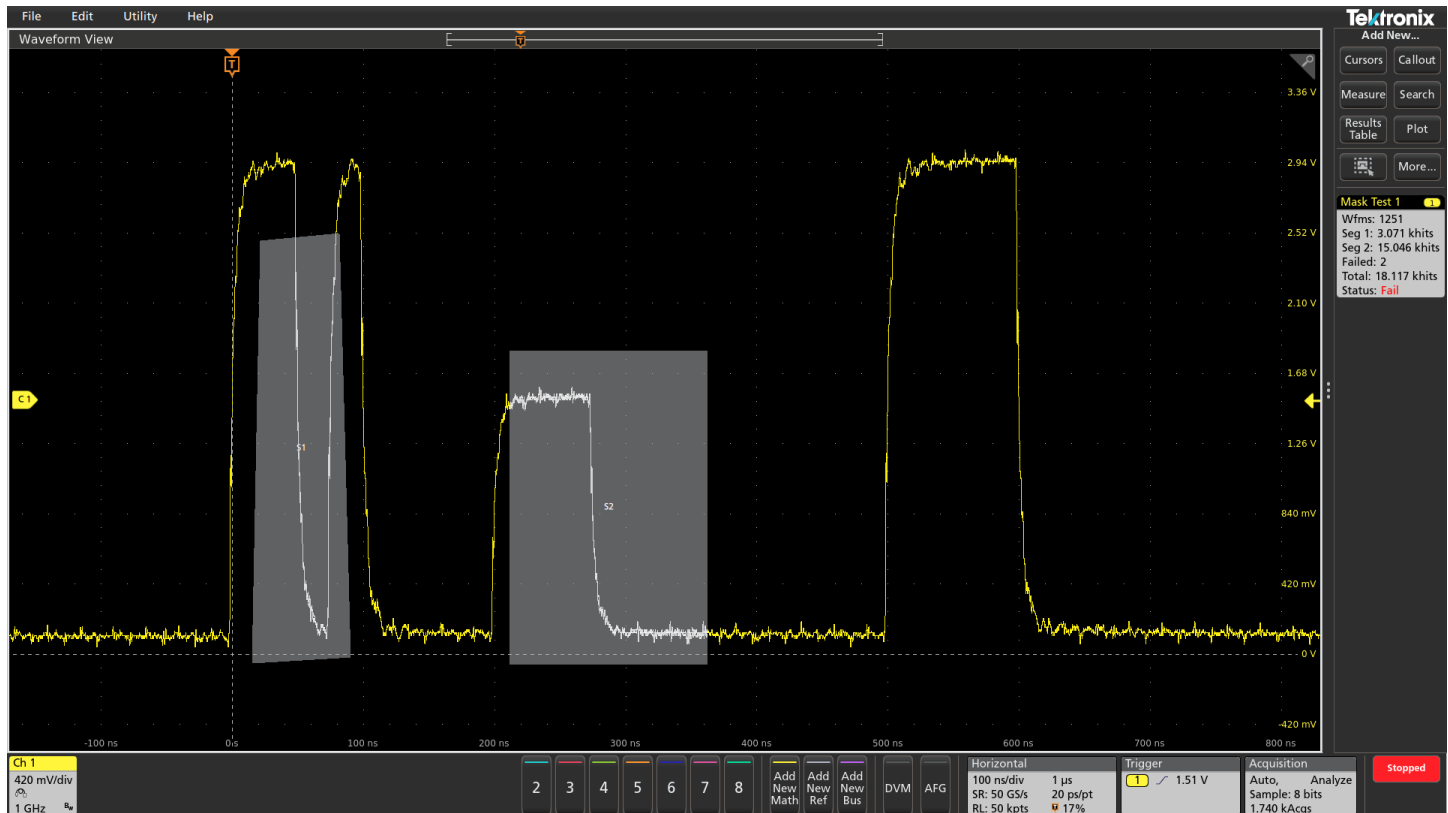 File Edit Utility Help
Tektronix
Waveform View
Add New...
T
T
Cursors Callout
Measure Search
Results Table Plot
More...
3.36 V
2.94 V
2.52 V
2.10 V
1.68 V
1.26 V
840 mV
420 mV
0 V
-420 mV
C 1
S1
S2
-100 ns 0s 100 ns 200 ns 300 ns 400 ns 500 ns 600 ns 700 ns 800 ns
Mask Test 1 1
Wfms: 1251
Seg 1: 3.071 khits
Seg 2: 15.046 khits
Failed: 2
Total: 18.117 khits
Status: Fail
Ch 1
420 mV/div
1 GHz Bw
2 3 4 5 6 7 8
Add New Math
Add New Ref
Add New Bus
DVM AFG
Horizontal
100 ns/div 1 µs
SR: 50 GS/s 20 ps/pt
RL: 50 kpts T 17%
Trigger
1 1.51 V
Acquisition
Auto, Analyze
Sample: 8 bits
1.740 kAcqs
Stopped